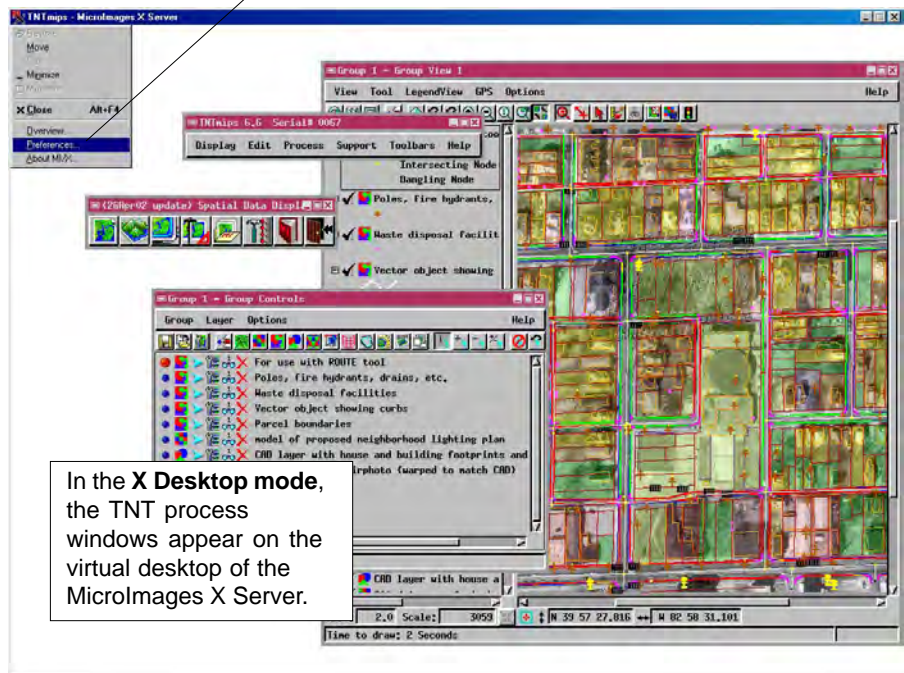 TNTmips - MicroImages X Server
Restore
Move
Minimize
Maximize
Close Alt+F4
Overview...
Preferences...
About MI/X...
Group 1 - Group View 1
View Tool LegendView GPS Options Help
TNTmips 6.6 Serial# 0067
Display Edit Process Support Toolbars Help
Intersecting Node
Dangling Node
Poles, fire hydrants,
(26Apr02 update) Spatial Data Displ
Waste disposal facilit
Vector object showing
Group 1 - Group Controls
Group Layer Options Help
For use with ROUTE tool
Poles, fire hydrants, drains, etc.
Waste disposal facilities
Vector object showing curbs
Parcel boundaries
model of proposed neighborhood lighting plan
CAD layer with house and building footprints and
irphoto (warped to match CAD)
In the X Desktop mode,
the TNT process
windows appear on the
virtual desktop of the
MicroImages X Server.
CAD layer with house a
2.0 Scale: 3059 N 39 57 27.816 W 82 58 31.101
Time to draw: 2 Seconds